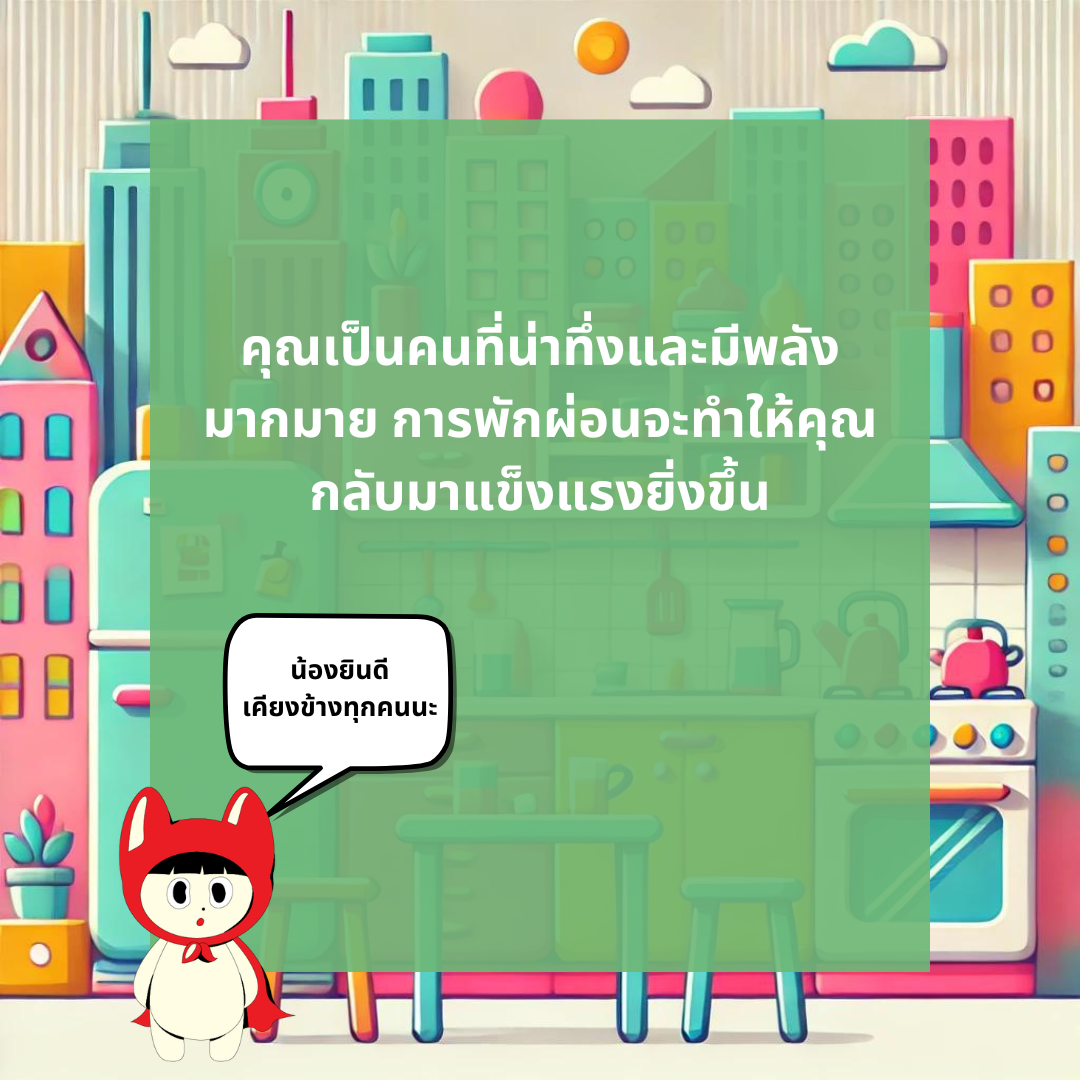 คุณเป็นคนที่น่าทึ่งและมีพลัง
มากมาย การพักผ่อนจะทำให้คุณ
กลับมาแข็งแรงยิ่งขึ้น
น้องยินดี
เคียงข้างทุกคนนะ